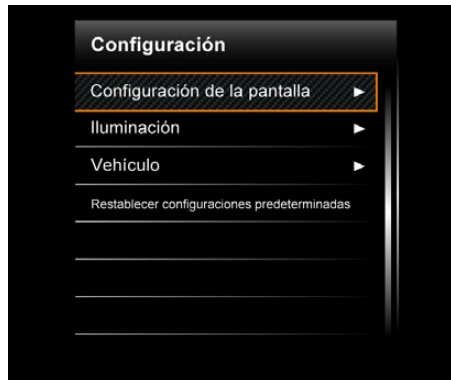 Configuración
Configuración de la pantalla
Iluminación
Vehículo
Restablecer configuraciones predeterminadas